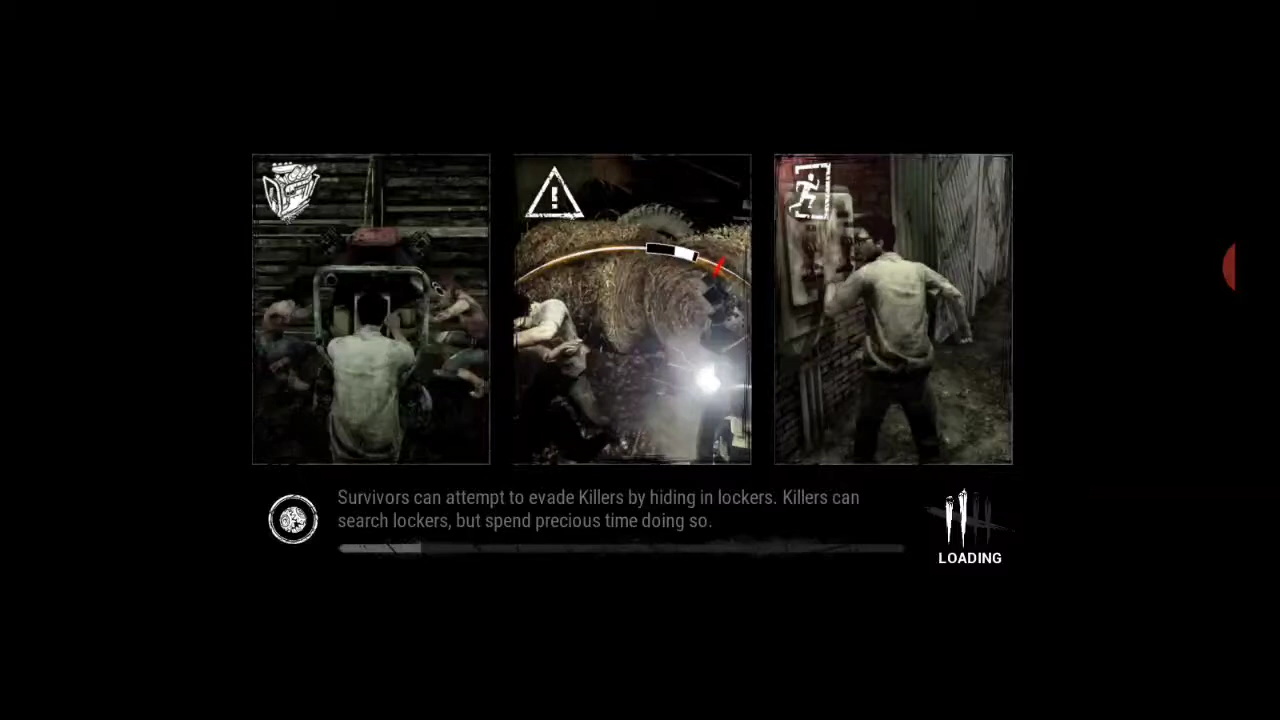 Survivors can attempt to evade Killers by hiding in lockers. Killers can
search lockers, but spend precious time doing so.
LOADING